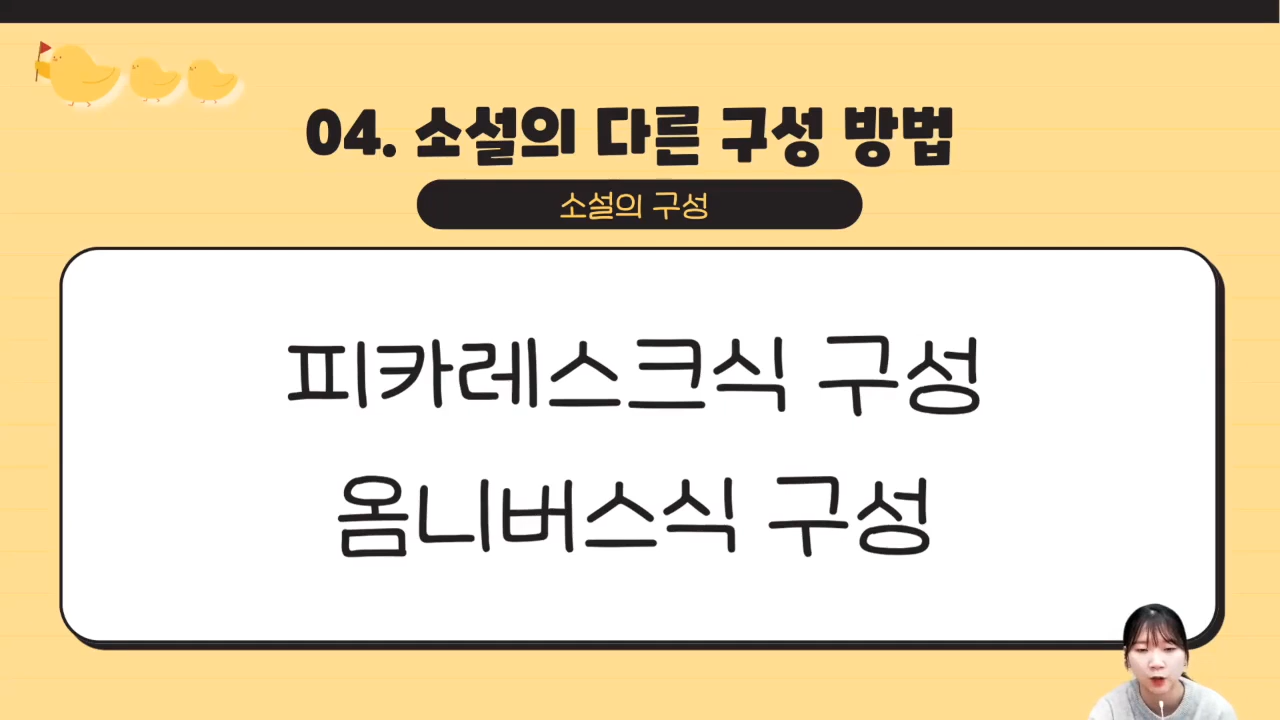 04. 소설의 다른 구성 방법
소설의 구성
피카레스크식 구성
옴니버스식 구성